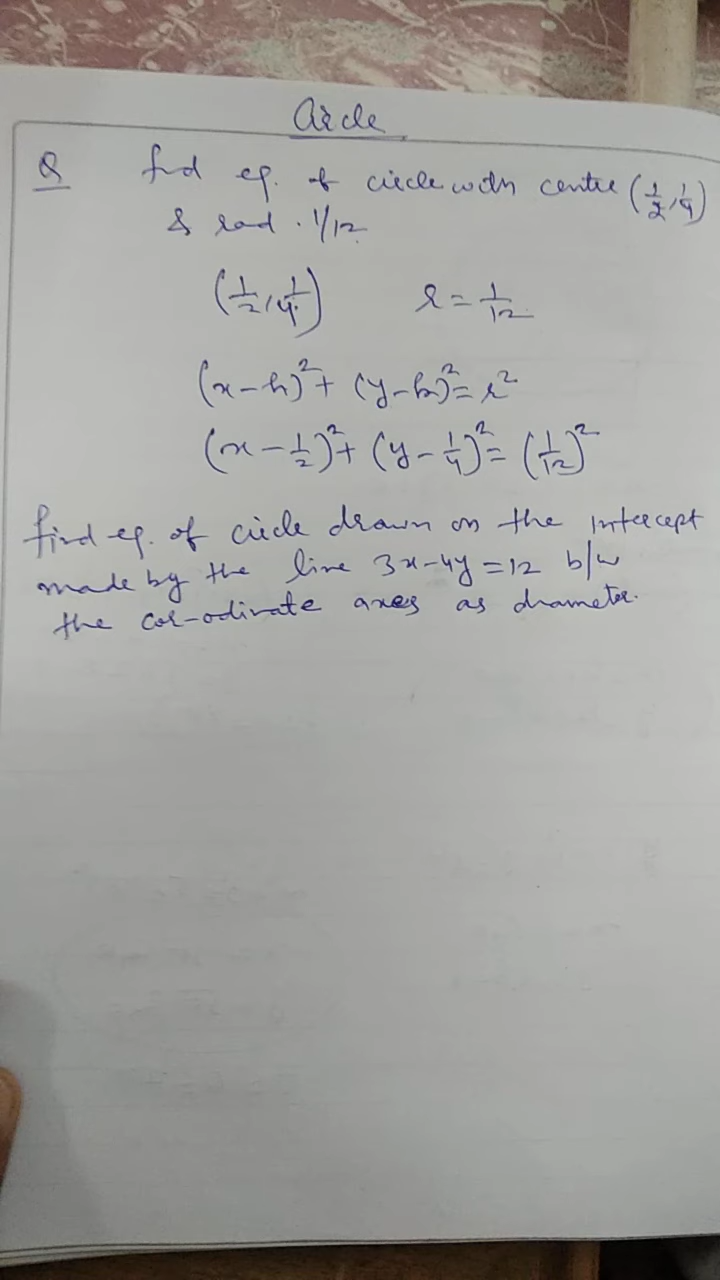 Circle
Q find eq. of circle with centre (1/2, 1/4)
& rad. 1/12
(1/2, 1/4) r = 1/12
(x-h)²+ (y-k)²= r²
(x-1/2)²+ (y-1/4)²= (1/12)²
find eq. of circle drawn on the intercept
made by the line 3x-4y=12 b/w
the cor-odinate axes as diameter.